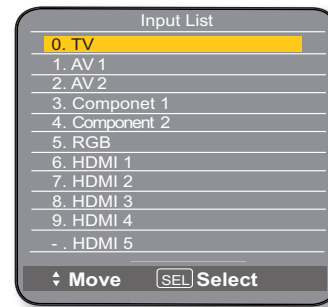 Input List
0. TV
1. AV 1
2. AV 2
3. Componet 1
4. Component 2
5. RGB
6. HDMI 1
7. HDMI 2
8. HDMI 3
9. HDMI 4
- . HDMI 5
Move SEL Select